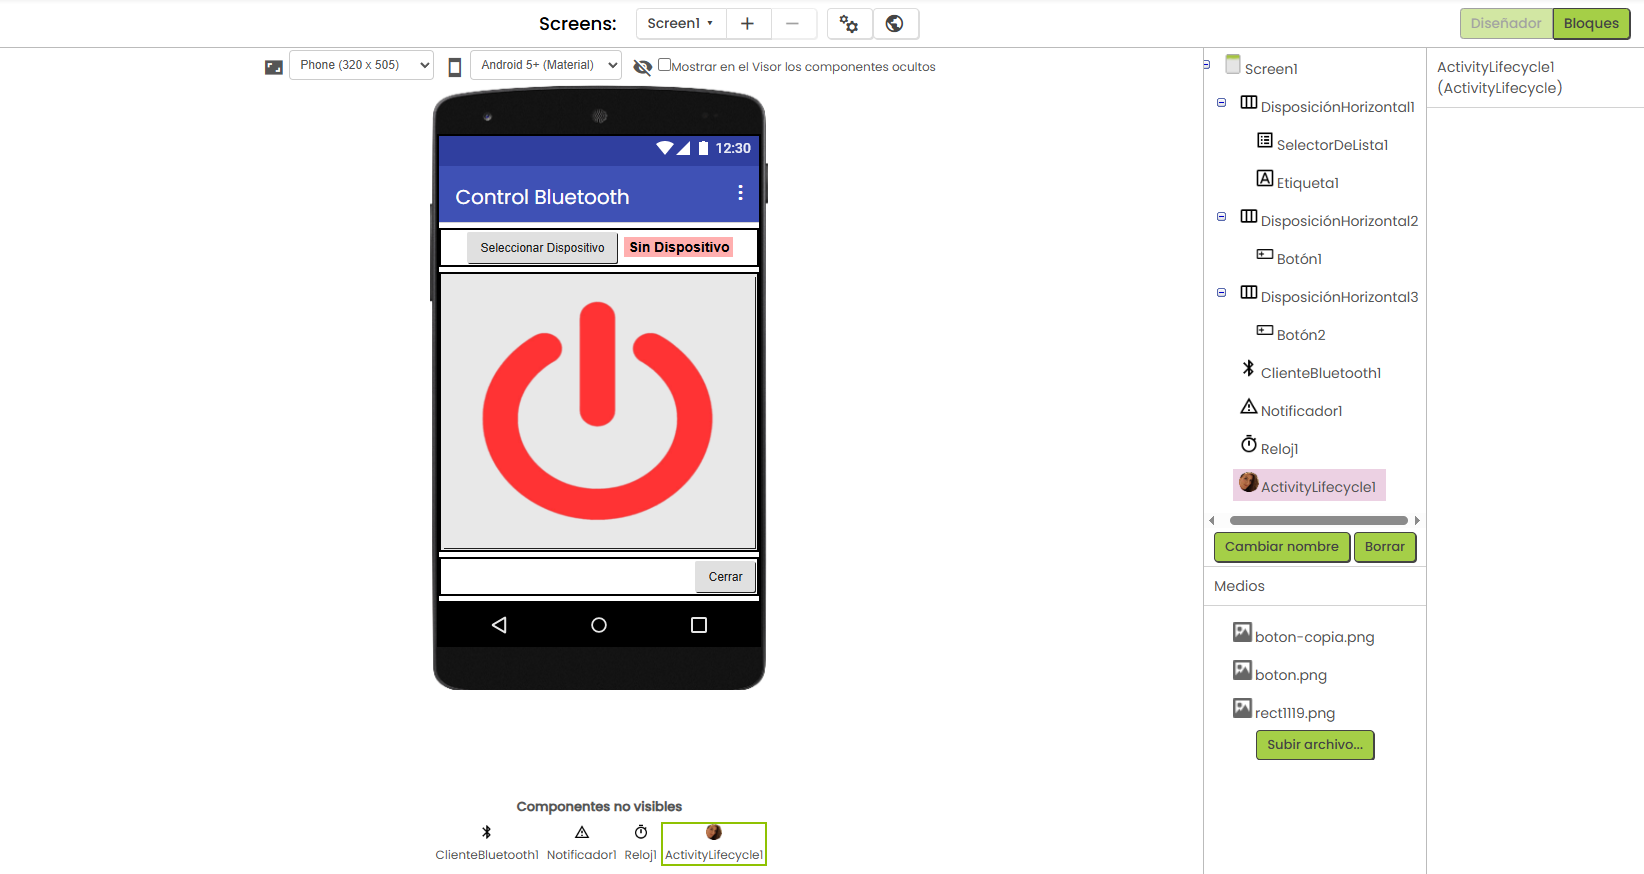 Screens:
Screen1
Diseñador
Bloques
Phone (320 x 505)
Android 5+ (Material)
Mostrar en el Visor los componentes ocultos
12:30
Control Bluetooth
Seleccionar Dispositivo
Sin Dispositivo
Cerrar
Componentes no visibles
ClienteBluetooth1
Notificador1
Reloj1
ActivityLifecycle1
Screen1
DisposiciónHorizontal1
SelectorDeLista1
Etiqueta1
DisposiciónHorizontal2
Botón1
DisposiciónHorizontal3
Botón2
ClienteBluetooth1
Notificador1
Reloj1
ActivityLifecycle1
Cambiar nombre
Borrar
Medios
boton-copia.png
boton.png
rect1119.png
Subir archivo...
ActivityLifecycle1
(ActivityLifecycle)